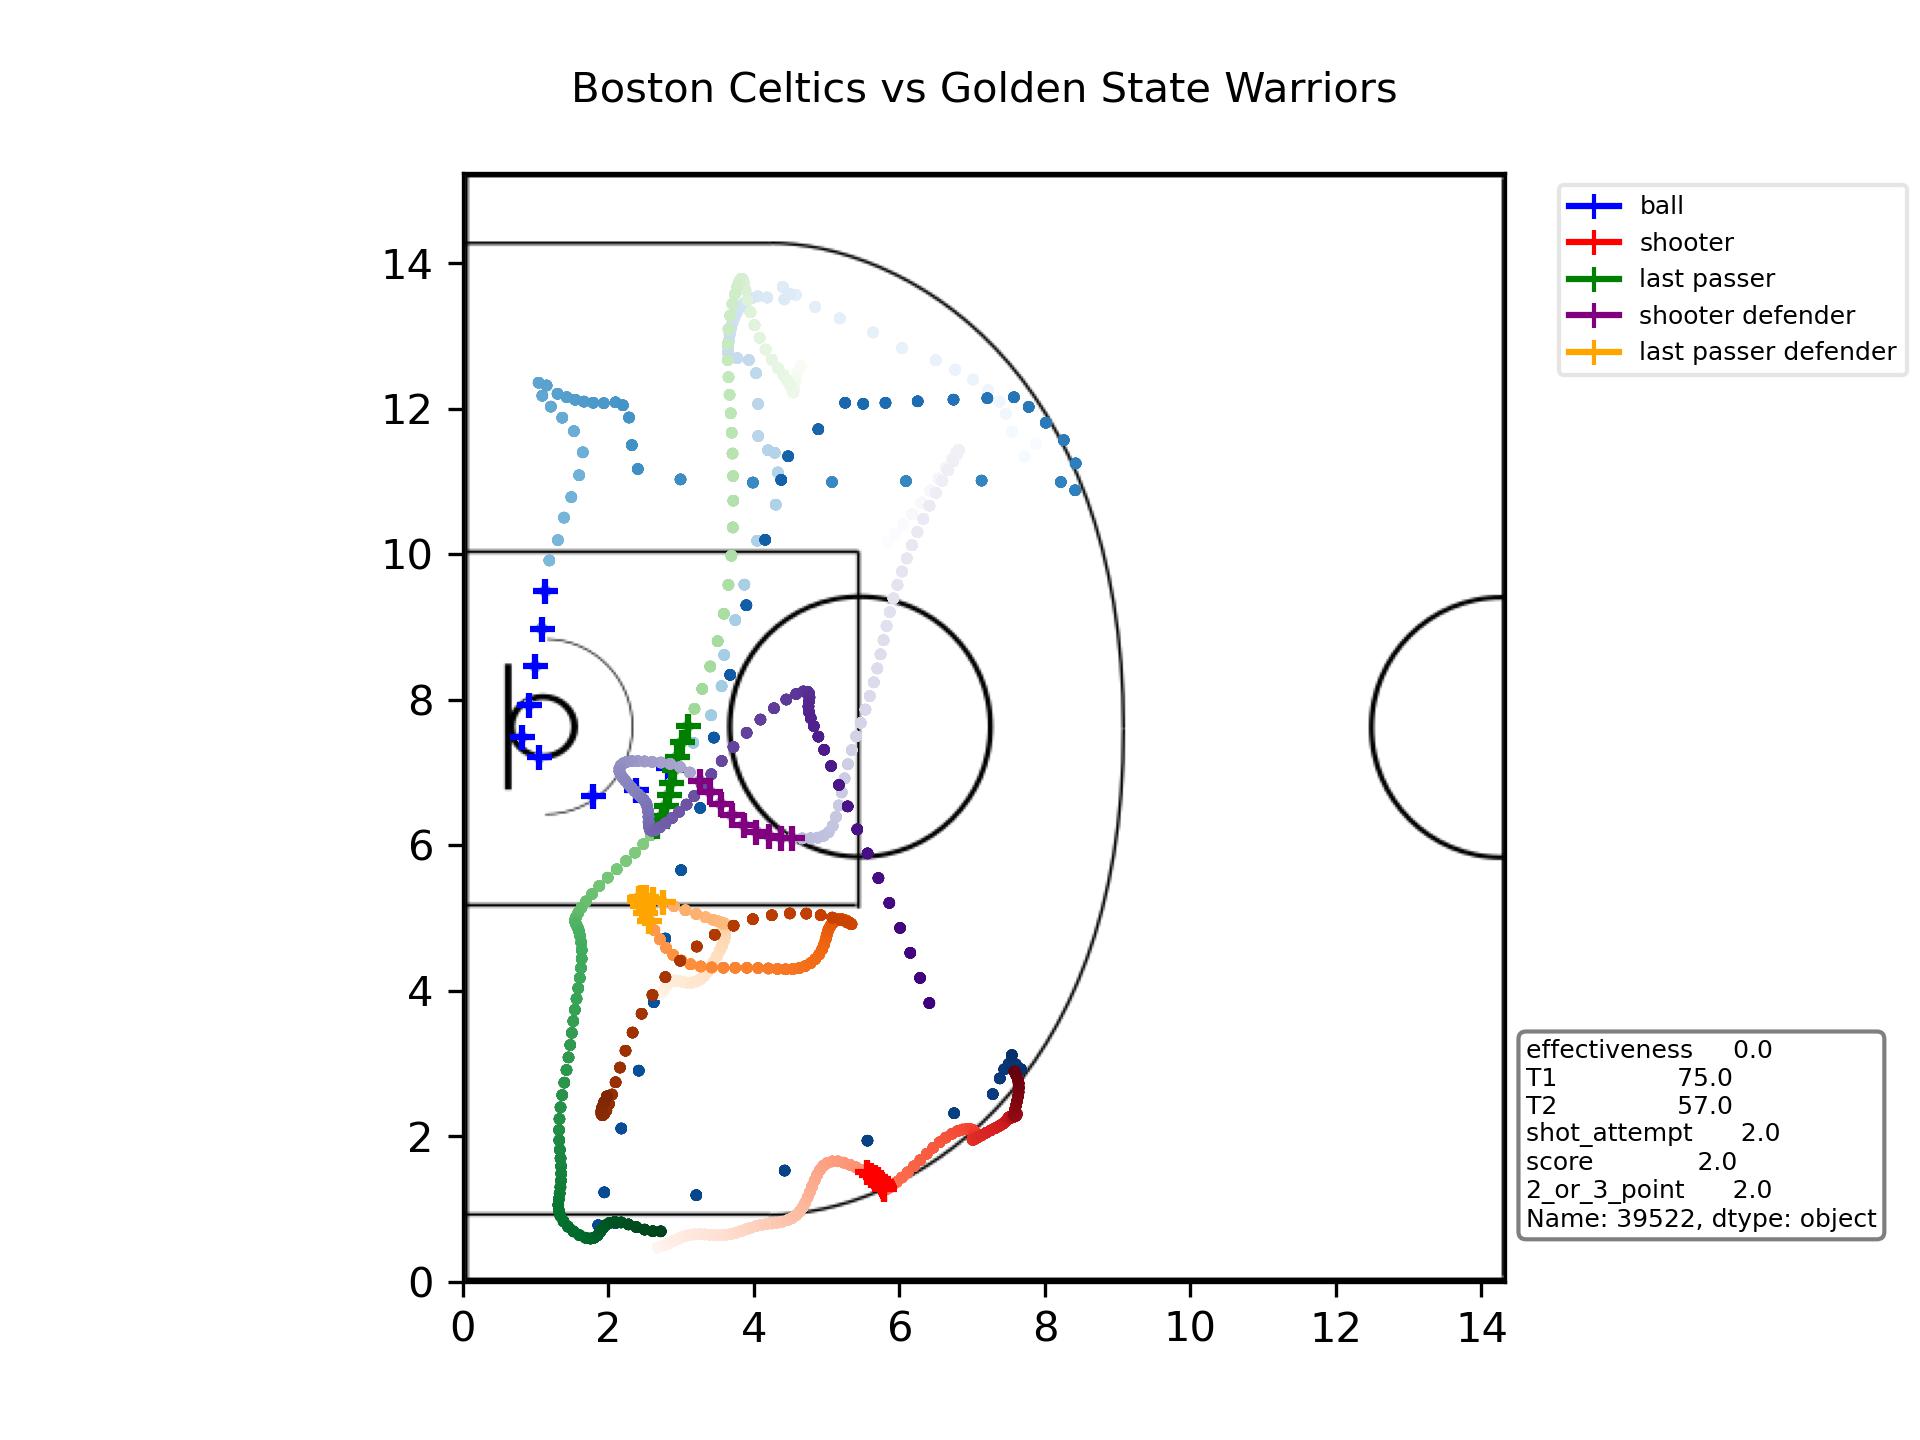 Boston Celtics vs Golden State Warriors
ball
shooter
last passer
shooter defender
last passer defender
14
12
10
8
6
4
2
0
0 2 4 6 8 10 12 14
effectiveness 0.0
T1 75.0
T2 57.0
shot_attempt 2.0
score 2.0
2_or_3_point 2.0
Name: 39522, dtype: object